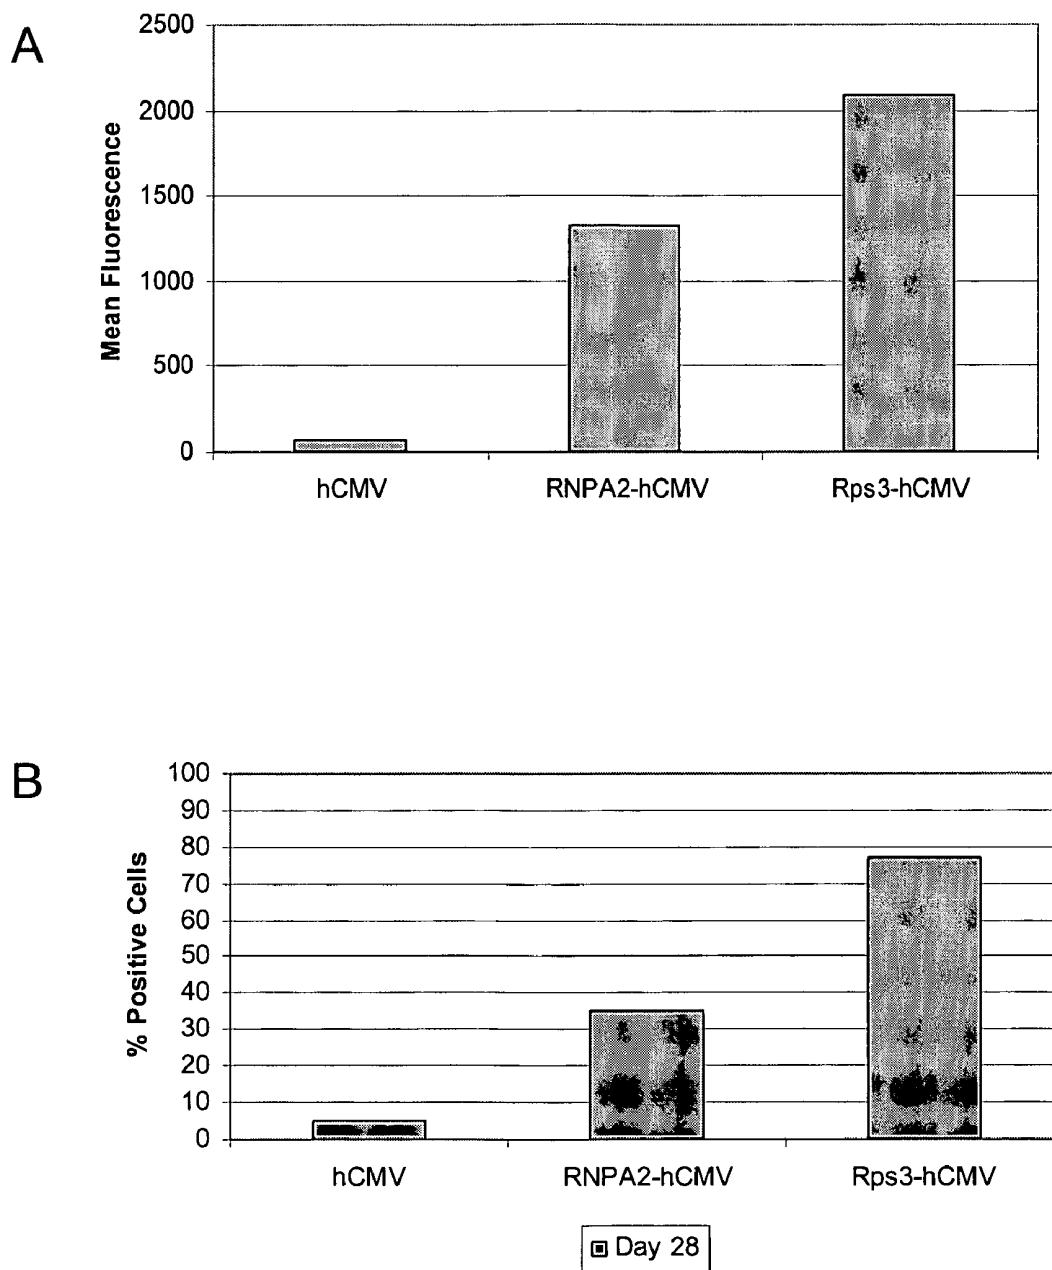 A
2500
2000
1500
1000
500
0
Mean Fluorescence
hCMV RNPA2-hCMV Rps3-hCMV
B
100
90
80
70
60
50
40
30
20
10
0
% Positive Cells
hCMV RNPA2-hCMV Rps3-hCMV
Day 28